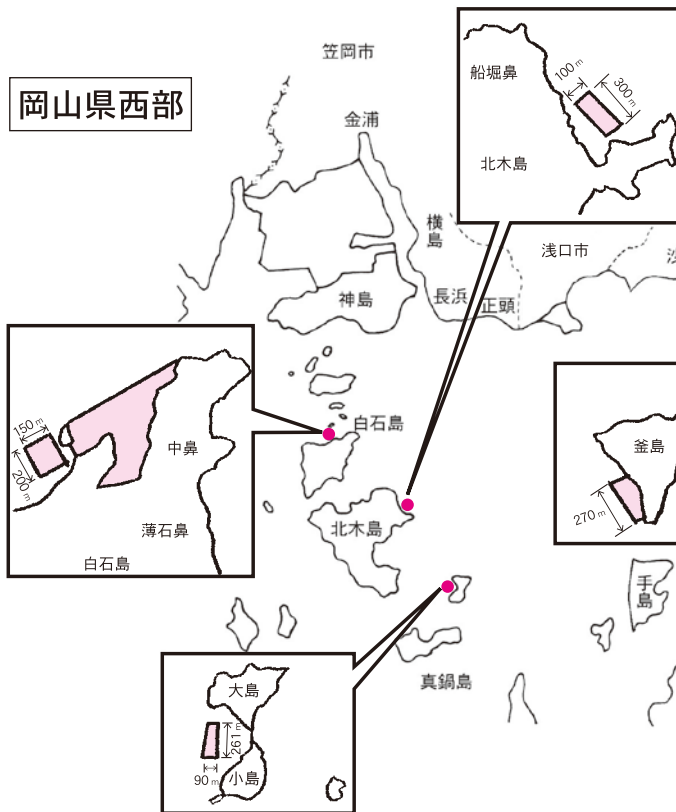 岡山県西部
笠岡市
金浦
船堀鼻
100m
300m
北木島
横島
浅口市
神島
長浜
正頭
150m
200m
中鼻
薄石鼻
白石島
白石島
北木島
釜島
270m
手島
真鍋島
大島
261m
90m
小島